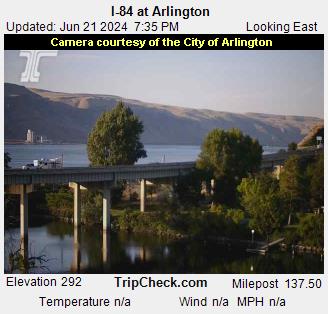 I-84 at Arlington
Updated: Jun 21 2024 7:35 PM Looking East
Camera courtesy of the City of Arlington
Elevation 292 TripCheck.com Milepost 137.50
Temperature n/a Wind n/a MPH n/a